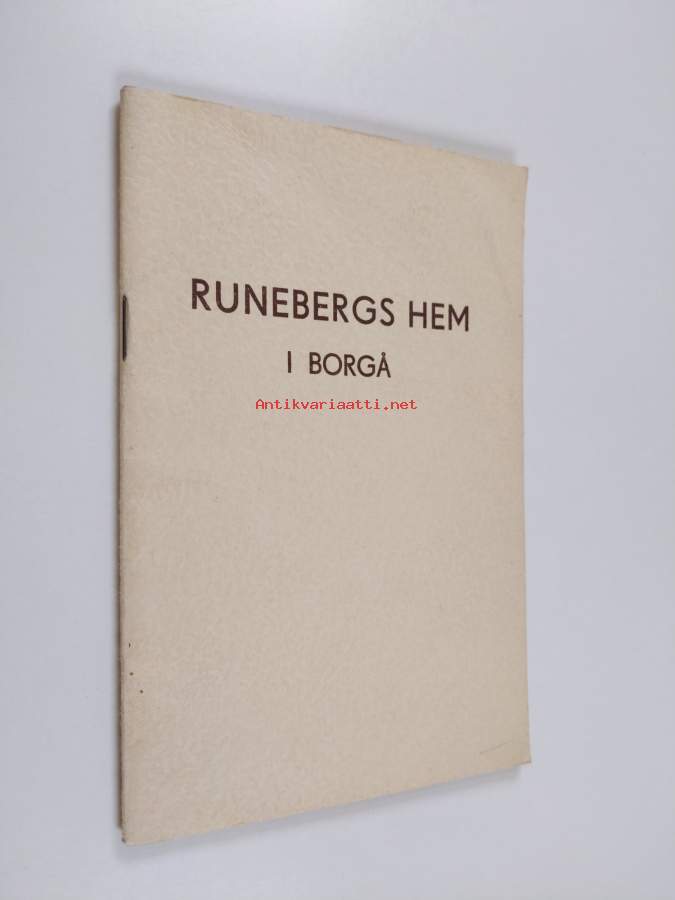 RUNEBERGS HEM
I BORGÅ
Antikvariaatti.net